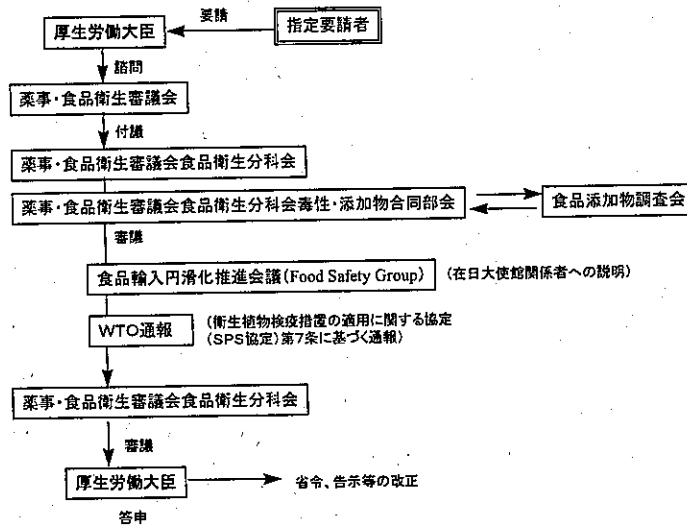 要請
指定要請者
厚生労働大臣
諮問
薬事・食品衛生審議会
付議
薬事・食品衛生審議会食品衛生分科会
薬事・食品衛生審議会食品衛生分科会毒性・添加物合同部会
食品添加物調査会
審議
食品輸入円滑化推進会議(Food Safety Group)
(在日大使館関係者への説明)
WTO通報
(衛生植物検疫措置の適用に関する協定
(SPS協定)第7条に基づく通報)
薬事・食品衛生審議会食品衛生分科会
審議
厚生労働大臣
省令、告示等の改正
答申